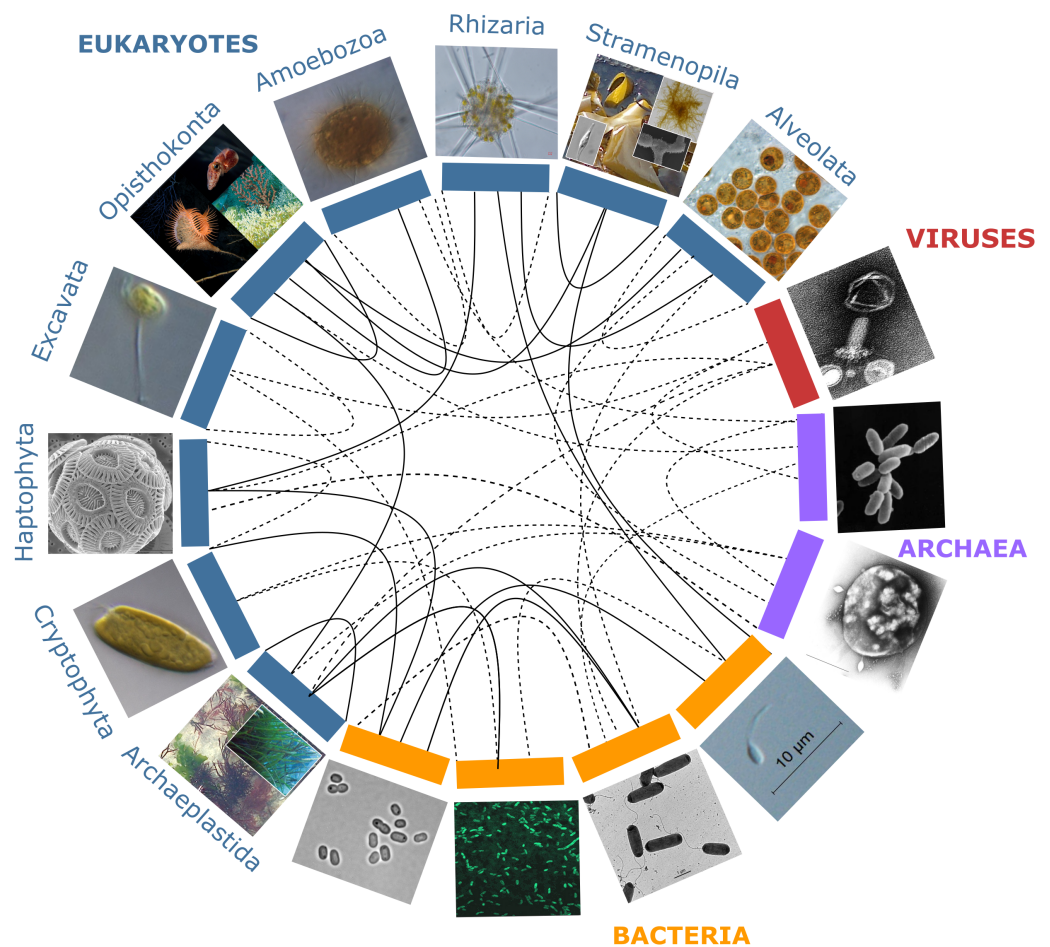 EUKARYOTES
Rhizaria
Stramenopila
Amoebozoa
Alveolata
Opisthokonta
VIRUSES
Excavata
Haptophyta
ARCHAEA
Cryptophyta
10 µm
Archaeplastida
BACTERIA